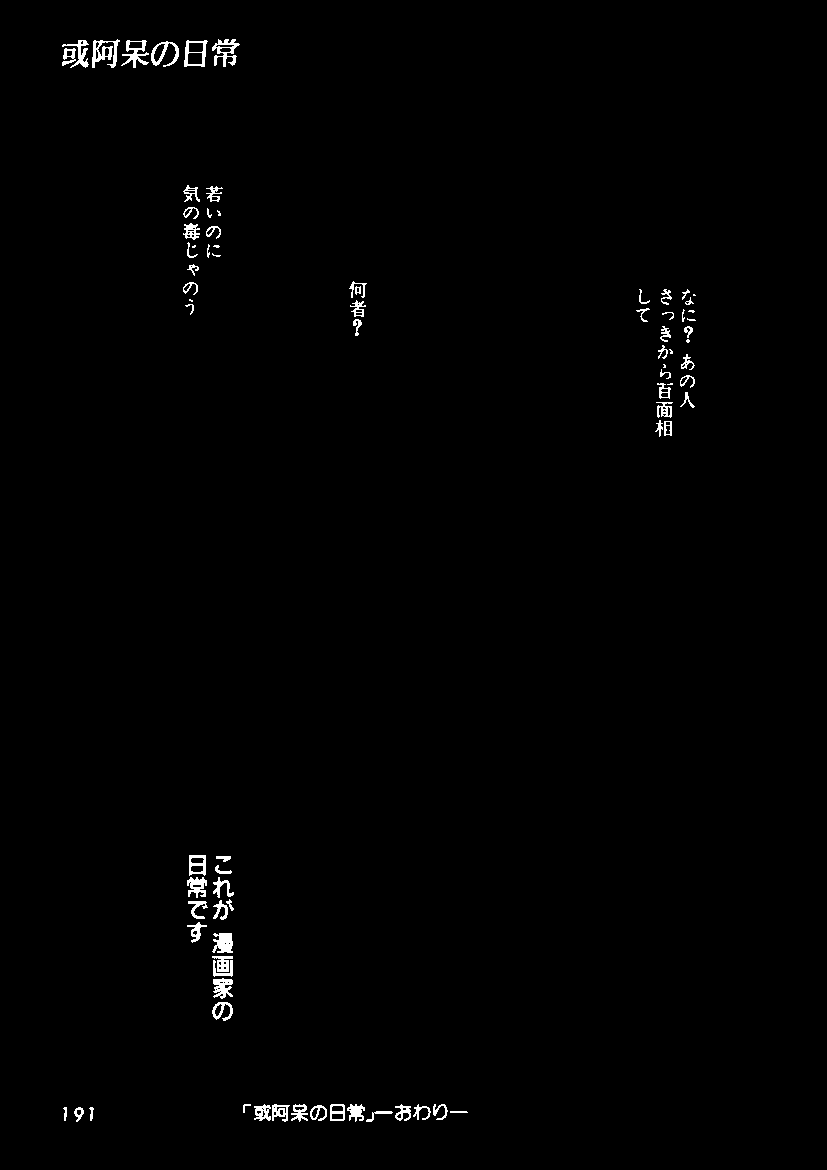 或阿呆の日常
なに？ あの人
さっきから百面相
して
何者？
若いのに
気の毒じゃのう
これが 漫画家の
日常です
191
「或阿呆の日常」ーおわりー